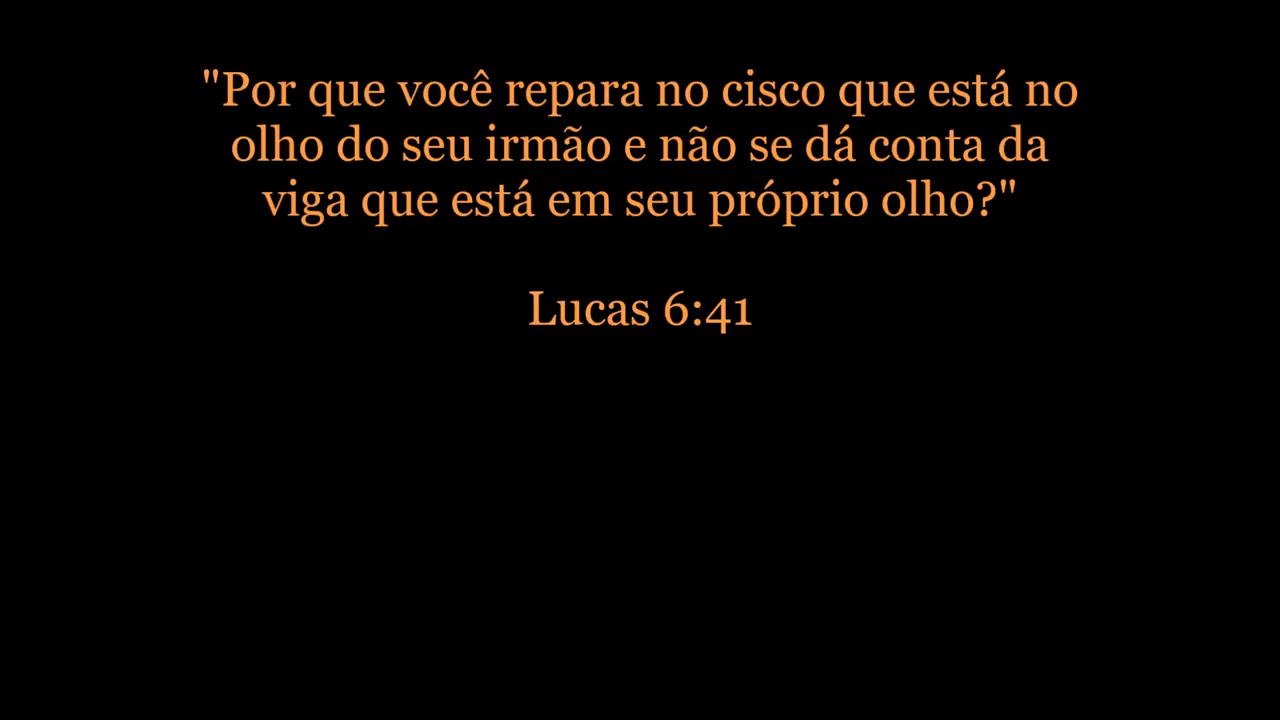 "Por que você repara no cisco que está no
olho do seu irmão e não se dá conta da
viga que está em seu próprio olho?"
Lucas 6:41